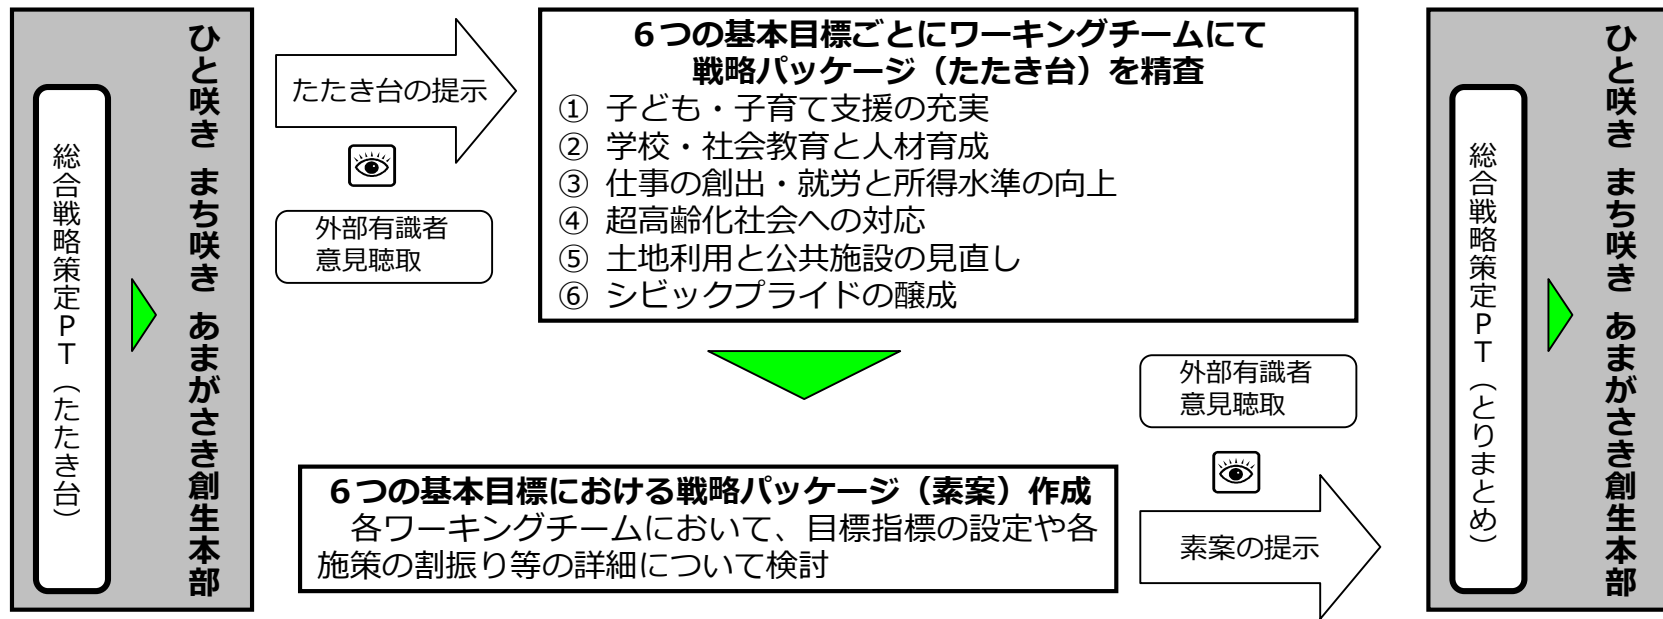 総合戦略策定PT（たたき台）
ひと咲き まち咲き あまがさき創生本部
たたき台の提示
外部有識者
意見聴取
６つの基本目標ごとにワーキングチームにて
戦略パッケージ（たたき台）を精査
① 子ども・子育て支援の充実
② 学校・社会教育と人材育成
③ 仕事の創出・就労と所得水準の向上
④ 超高齢化社会への対応
⑤ 土地利用と公共施設の見直し
⑥ シビックプライドの醸成
６つの基本目標における戦略パッケージ（素案）作成
各ワーキングチームにおいて、目標指標の設定や各
施策の割振り等の詳細について検討
外部有識者
意見聴取
素案の提示
総合戦略策定PT（とりまとめ）
ひと咲き まち咲き あまがさき創生本部